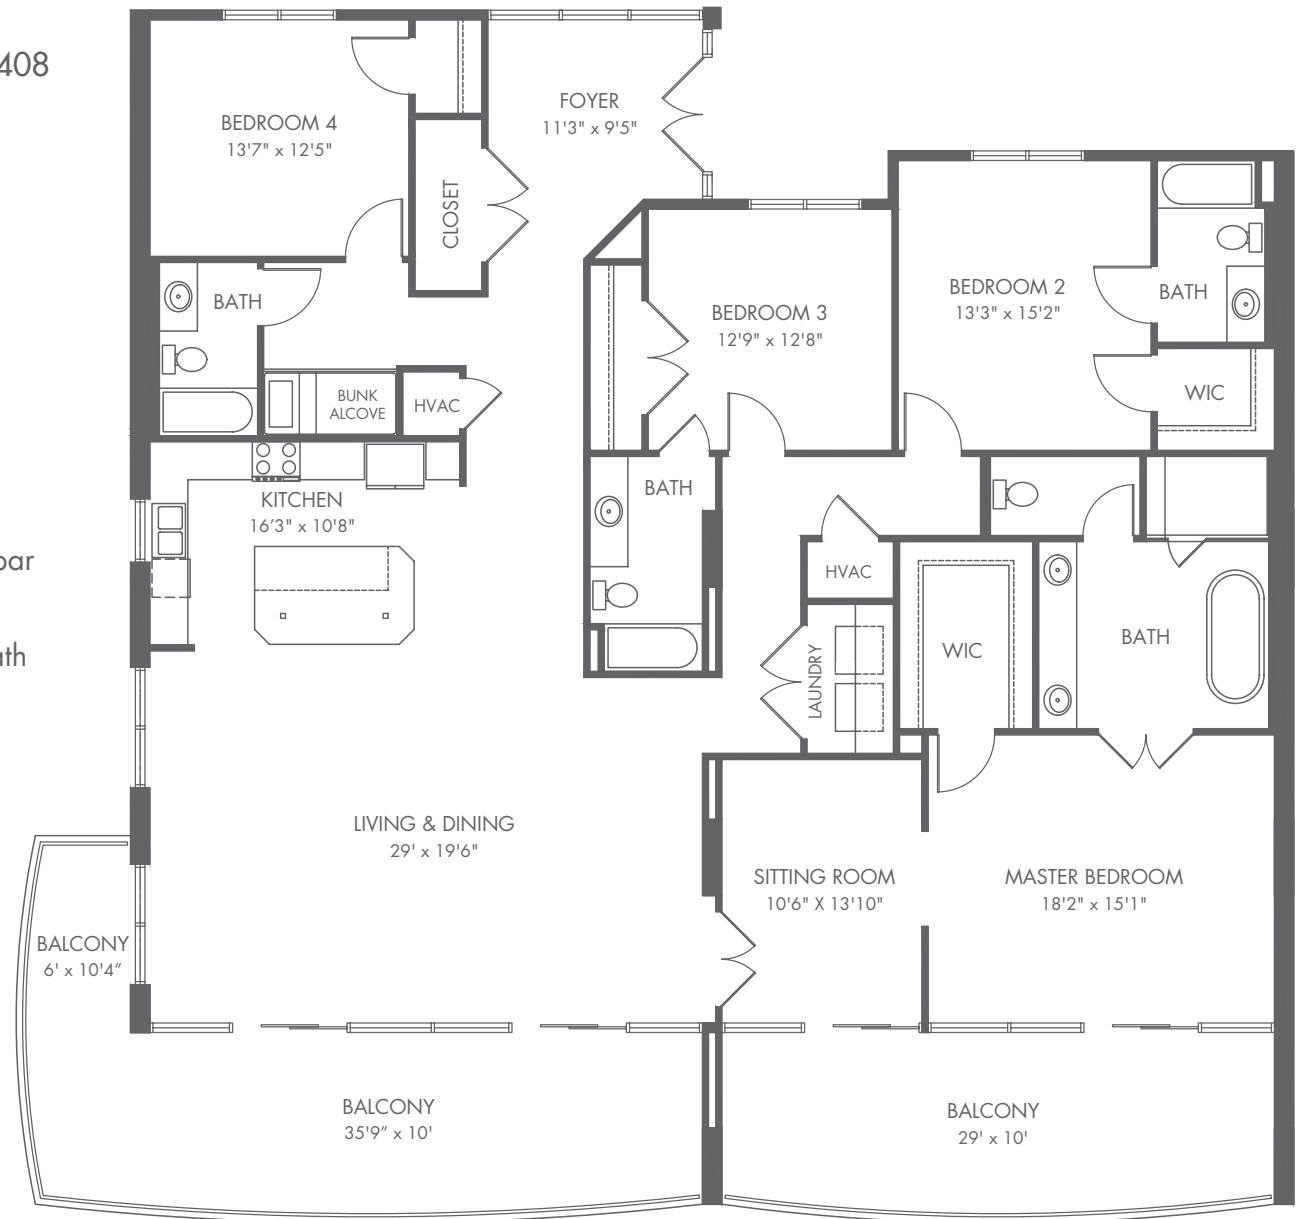 408
BEDROOM 4
13'7" x 12'5"
FOYER
11'3" x 9'5"
CLOSET
BATH
BEDROOM 3
12'9" x 12'8"
BEDROOM 2
13'3" x 15'2"
BATH
WIC
BUNK
ALCOVE
HVAC
KITCHEN
16'3" x 10'8"
BATH
bar
ath
HVAC
LAUNDRY
WIC
BATH
LIVING & DINING
29' x 19'6"
SITTING ROOM
10'6" X 13'10"
MASTER BEDROOM
18'2" x 15'1"
BALCONY
6' x 10'4”
BALCONY
35'9” x 10'
BALCONY
29' x 10'